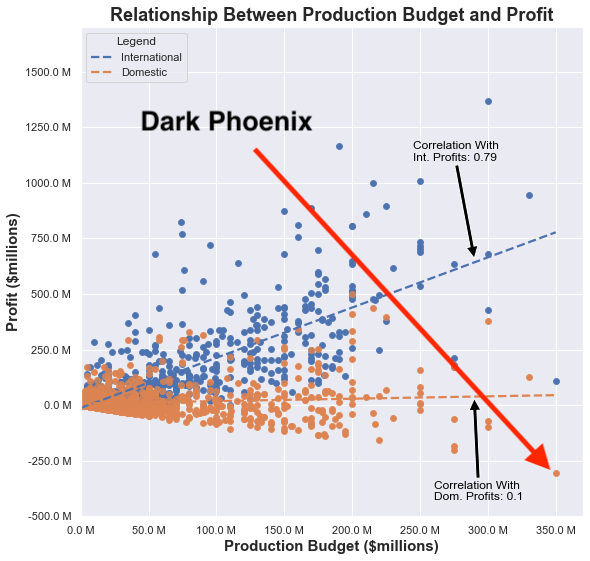 Relationship Between Production Budget and Profit
Legend
International
Domestic
Dark Phoenix
Correlation With
Int. Profits: 0.79
Correlation With
Dom. Profits: 0.1
Profit ($millions)
1500.0 M
1250.0 M
1000.0 M
750.0 M
500.0 M
250.0 M
0.0 M
-250.0 M
-500.0 M
0.0 M 50.0 M 100.0 M 150.0 M 200.0 M 250.0 M 300.0 M 350.0 M
Production Budget ($millions)